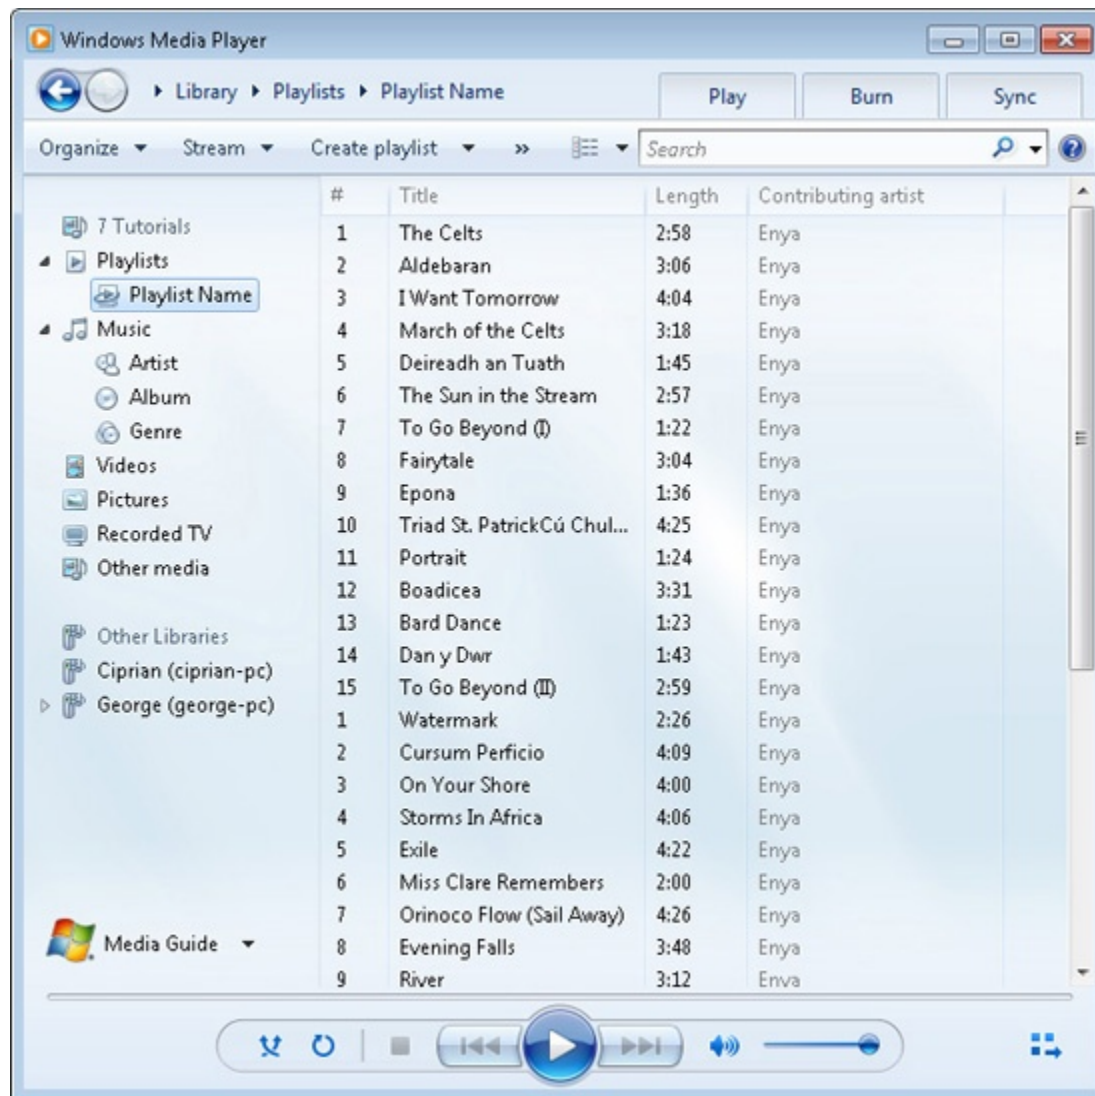 Windows Media Player
Library Playlists Playlist Name
Play Burn Sync
Organize Stream Create playlist » Search
7 Tutorials
Playlists
Playlist Name
Music
Artist
Album
Genre
Videos
Pictures
Recorded TV
Other media
Other Libraries
Ciprian (ciprian-pc)
George (george-pc)
Media Guide
# Title Length Contributing artist
1 The Celts 2:58 Enya
2 Aldebaran 3:06 Enya
3 I Want Tomorrow 4:04 Enya
4 March of the Celts 3:18 Enya
5 Deireadh an Tuath 1:45 Enya
6 The Sun in the Stream 2:57 Enya
7 To Go Beyond (I) 1:22 Enya
8 Fairytale 3:04 Enya
9 Epona 1:36 Enya
10 Triad St. PatrickCú Chul... 4:25 Enya
11 Portrait 1:24 Enya
12 Boadicea 3:31 Enya
13 Bard Dance 1:23 Enya
14 Dan y Dwr 1:43 Enya
15 To Go Beyond (II) 2:59 Enya
1 Watermark 2:26 Enya
2 Cursum Perficio 4:09 Enya
3 On Your Shore 4:00 Enya
4 Storms In Africa 4:06 Enya
5 Exile 4:22 Enya
6 Miss Clare Remembers 2:00 Enya
7 Orinoco Flow (Sail Away) 4:26 Enya
8 Evening Falls 3:48 Enya
9 River 3:12 Enya